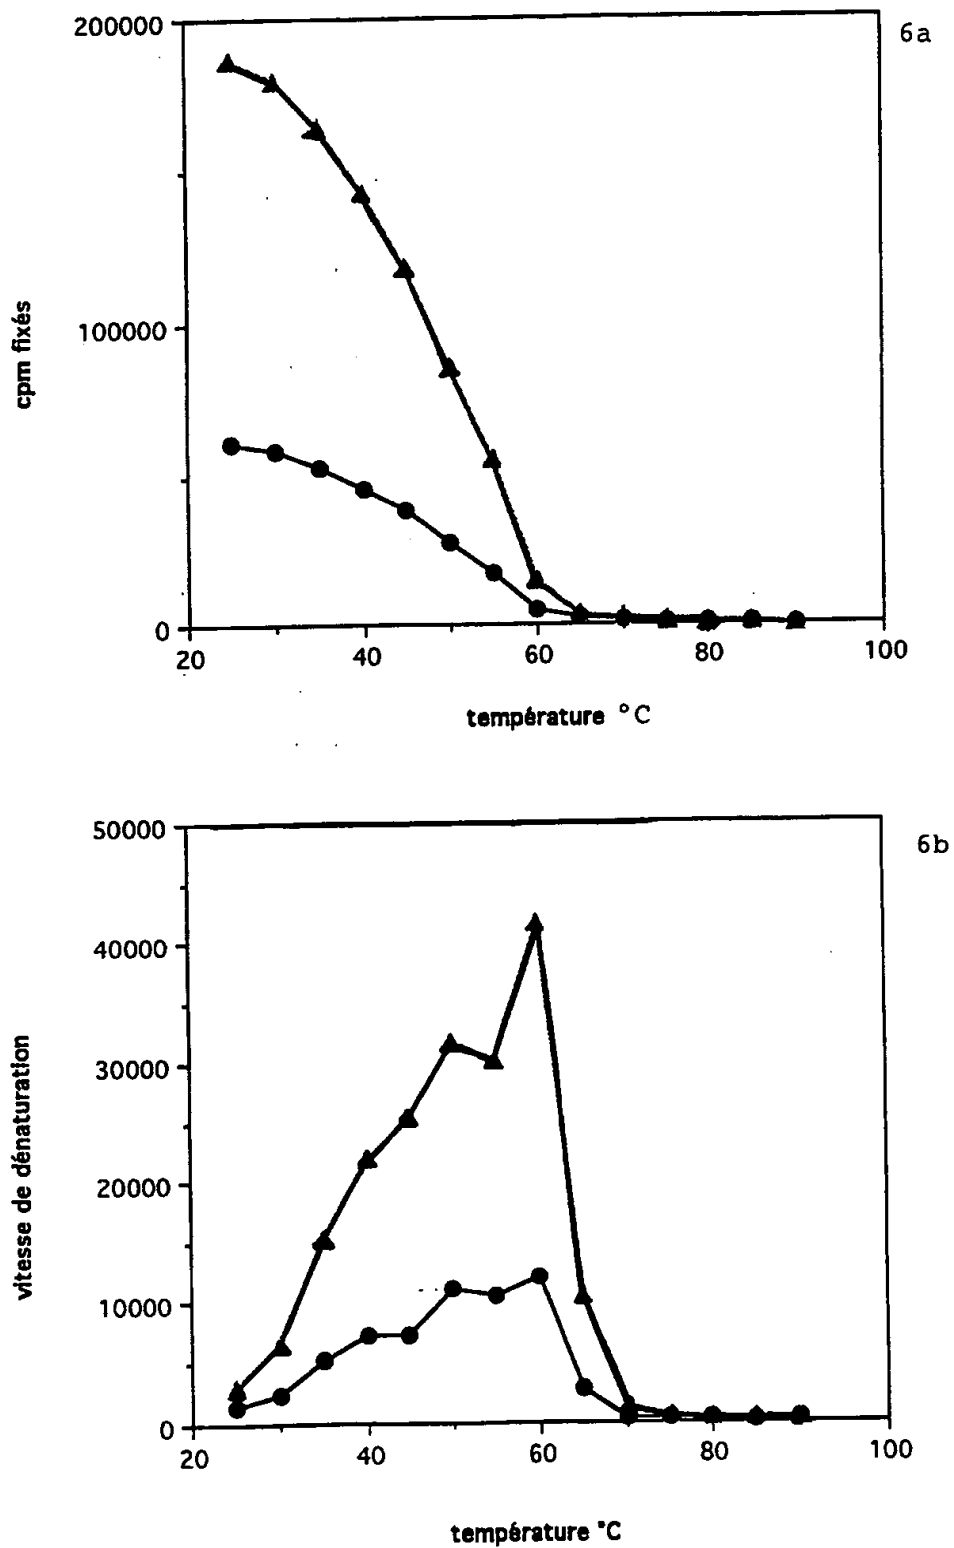 6a
200000
100000
0
cpm fixés
20 40 60 80 100
température °C
6b
50000
40000
30000
20000
10000
0
vitesse de dénaturation
20 40 60 80 100
température °C